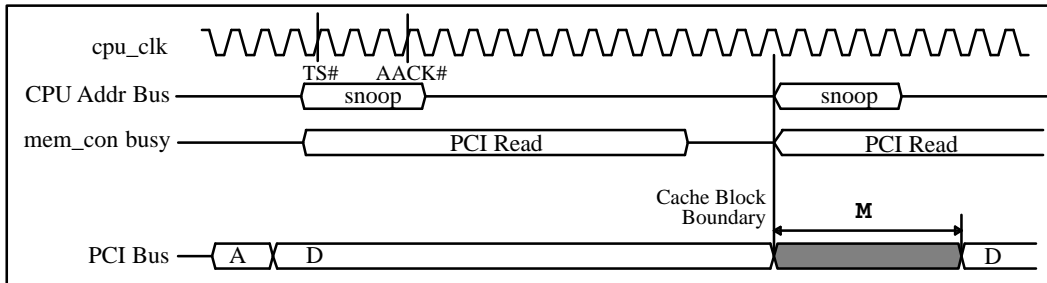 cpu_clk
TS# AACK#
CPU Addr Bus snoop snoop
mem_con busy PCI Read PCI Read
Cache Block
Boundary
M
PCI Bus A D D